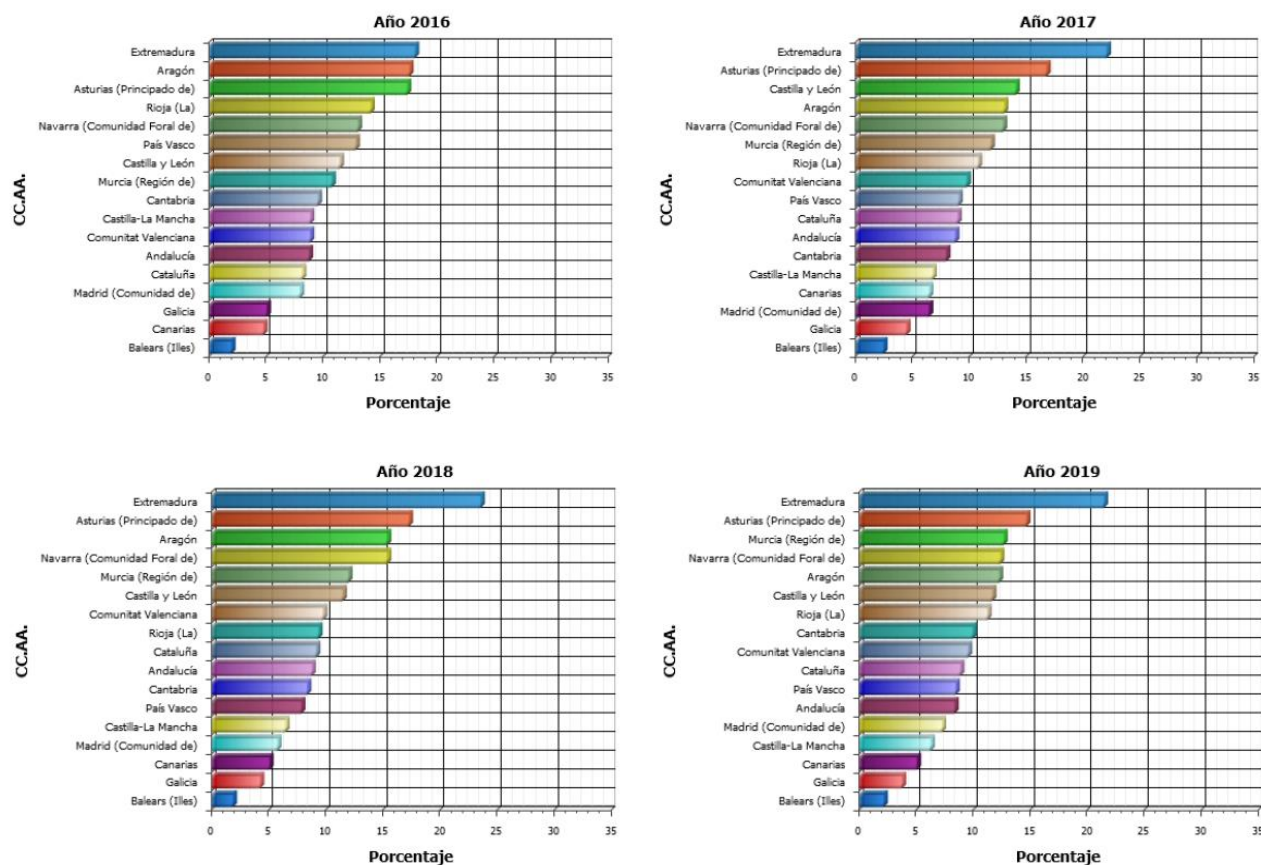 Año 2016
Extremadura
Aragón
Asturias (Principado de)
Rioja (La)
Navarra (Comunidad Foral de)
País Vasco
Castilla y León
Murcia (Región de)
Cantabria
Castilla-La Mancha
Comunitat Valenciana
Andalucía
Cataluña
Madrid (Comunidad de)
Galicia
Canarias
Balears (Illes)
CC.AA.
0 5 10 15 20 25 30 35
Porcentaje
Año 2017
Extremadura
Asturias (Principado de)
Castilla y León
Aragón
Navarra (Comunidad Foral de)
Murcia (Región de)
Rioja (La)
Comunitat Valenciana
País Vasco
Cataluña
Andalucía
Cantabria
Castilla-La Mancha
Canarias
Madrid (Comunidad de)
Galicia
Balears (Illes)
CC.AA.
0 5 10 15 20 25 30 35
Porcentaje
Año 2018
Extremadura
Asturias (Principado de)
Aragón
Navarra (Comunidad Foral de)
Murcia (Región de)
Castilla y León
Comunitat Valenciana
Rioja (La)
Cataluña
Andalucía
Cantabria
País Vasco
Castilla-La Mancha
Madrid (Comunidad de)
Canarias
Galicia
Balears (Illes)
CC.AA.
0 5 10 15 20 25 30 35
Porcentaje
Año 2019
Extremadura
Asturias (Principado de)
Murcia (Región de)
Navarra (Comunidad Foral de)
Aragón
Castilla y León
Rioja (La)
Cantabria
Comunitat Valenciana
Cataluña
País Vasco
Andalucía
Madrid (Comunidad de)
Castilla-La Mancha
Canarias
Galicia
Balears (Illes)
CC.AA.
0 5 10 15 20 25 30 35
Porcentaje